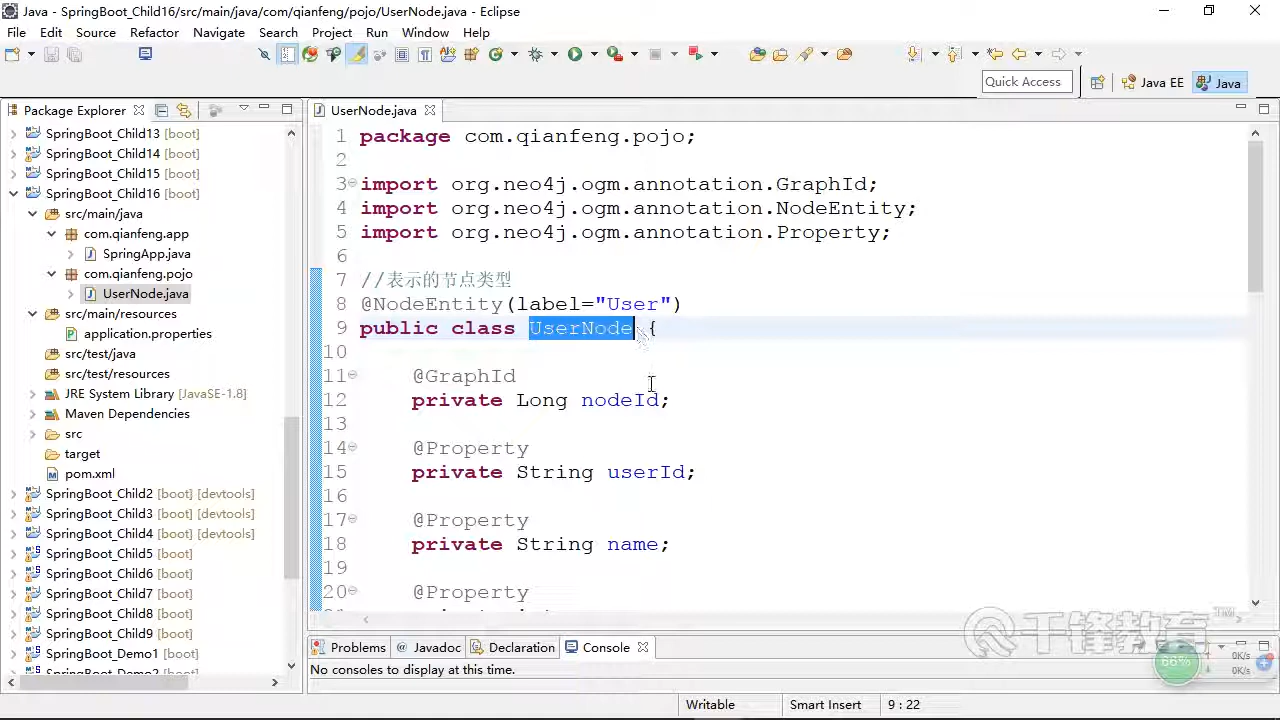 Java - SpringBoot_Child16/src/main/java/com/qianfeng/pojo/UserNode.java - Eclipse
File Edit Source Refactor Navigate Search Project Run Window Help
Quick Access
Java EE
Java
Package Explorer
SpringBoot_Child13 [boot]
SpringBoot_Child14 [boot]
SpringBoot_Child15 [boot]
SpringBoot_Child16 [boot]
src/main/java
com.qianfeng.app
SpringApp.java
com.qianfeng.pojo
UserNode.java
src/main/resources
application.properties
src/test/java
src/test/resources
JRE System Library [JavaSE-1.8]
Maven Dependencies
src
target
pom.xml
SpringBoot_Child2 [boot] [devtools]
SpringBoot_Child3 [boot] [devtools]
SpringBoot_Child4 [boot] [devtools]
SpringBoot_Child5 [boot]
SpringBoot_Child6 [boot]
SpringBoot_Child7 [boot]
SpringBoot_Child8 [boot]
SpringBoot_Child9 [boot]
SpringBoot_Demo1 [boot]
SpringBoot_Demo2 [boot]
UserNode.java
1 package com.qianfeng.pojo;
2
3 import org.neo4j.ogm.annotation.GraphId;
4 import org.neo4j.ogm.annotation.NodeEntity;
5 import org.neo4j.ogm.annotation.Property;
6
7 //表示的节点类型
8 @NodeEntity(label="User")
9 public class UserNode {
10
11 @GraphId
12 private Long nodeId;
13
14 @Property
15 private String userId;
16
17 @Property
18 private String name;
19
20 @Property
千锋教育 TM
Problems @ Javadoc Declaration Console
No consoles to display at this time.
66%
0K/s
0K/s
Writable
Smart Insert
9 : 22